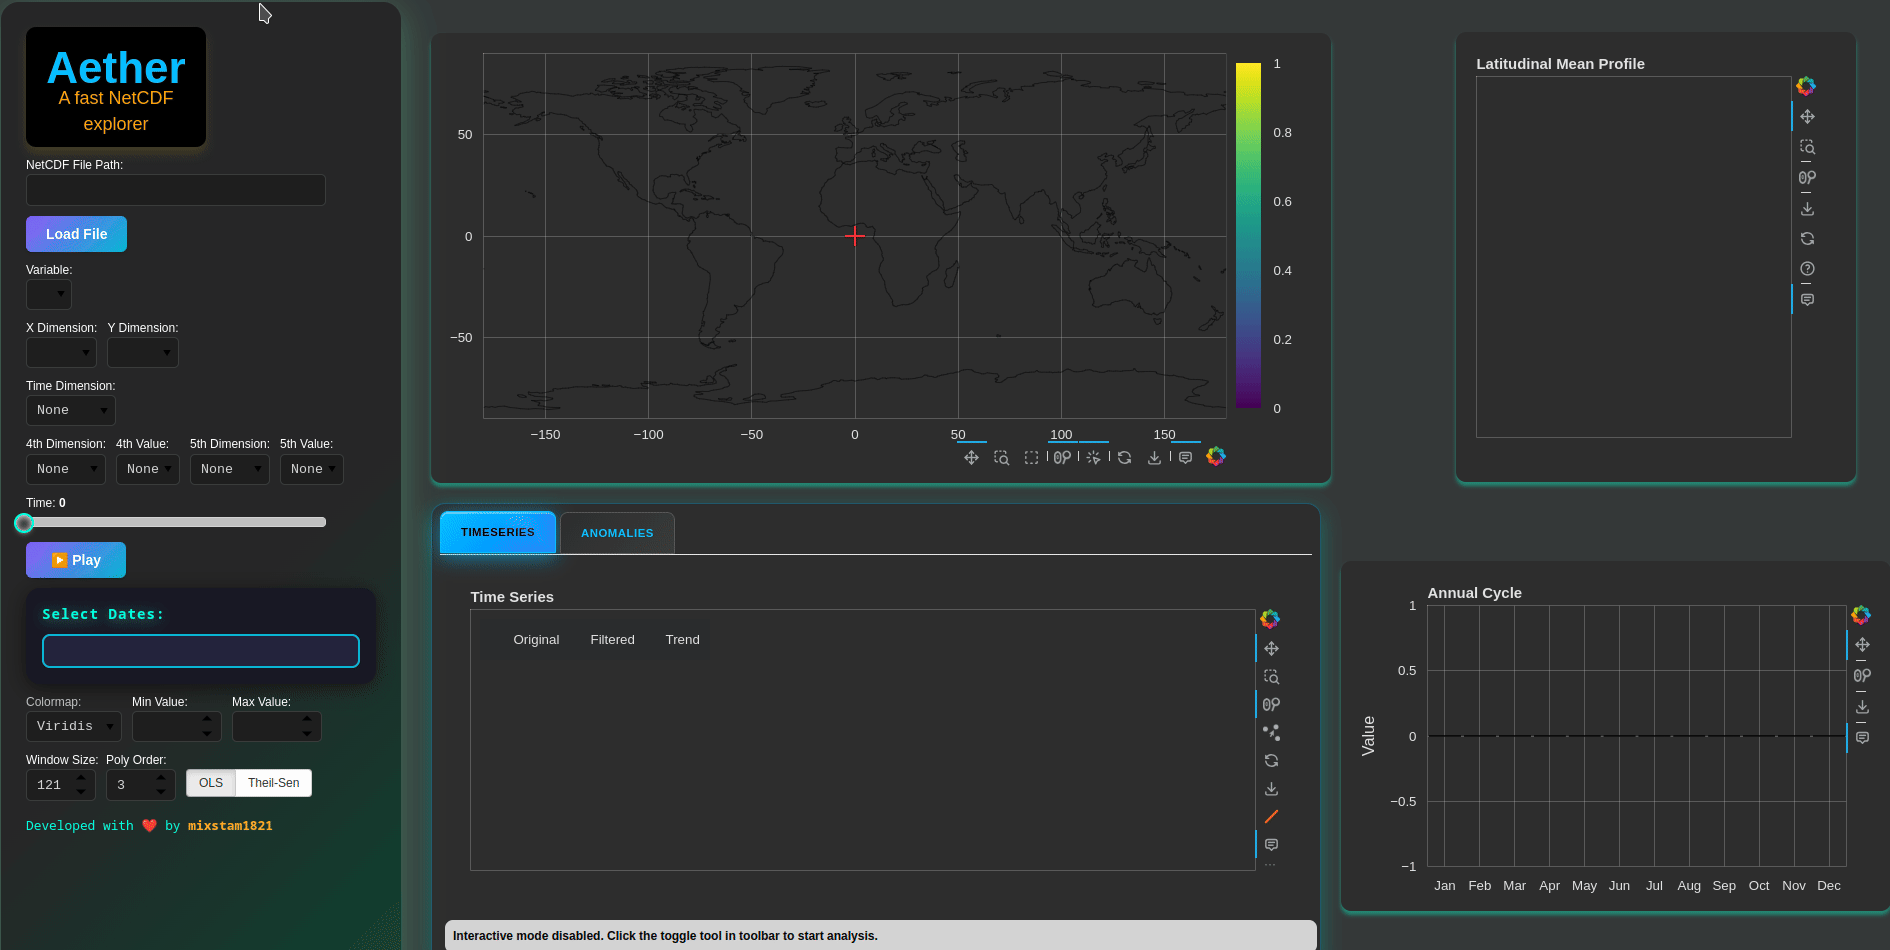 Aether
A fast NetCDF
explorer
NetCDF File Path:
Load File
Variable:
X Dimension: Y Dimension:
Time Dimension:
None
4th Dimension: 4th Value: 5th Dimension: 5th Value:
None None None None
Time: 0
Play
Select Dates:
Colormap: Min Value: Max Value:
Viridis
Window Size: Poly Order:
121 3 OLS Theil-Sen
Developed with ❤️ by mixstam1821
50
0
−50
−150 −100 −50 0 50 100 150
1
0.8
0.6
0.4
0.2
0
Latitudinal Mean Profile
TIMESERIES ANOMALIES
Time Series
Original Filtered Trend
Interactive mode disabled. Click the toggle tool in toolbar to start analysis.
Annual Cycle
Value
1
0.5
0
−0.5
−1
Jan Feb Mar Apr May Jun Jul Aug Sep Oct Nov Dec